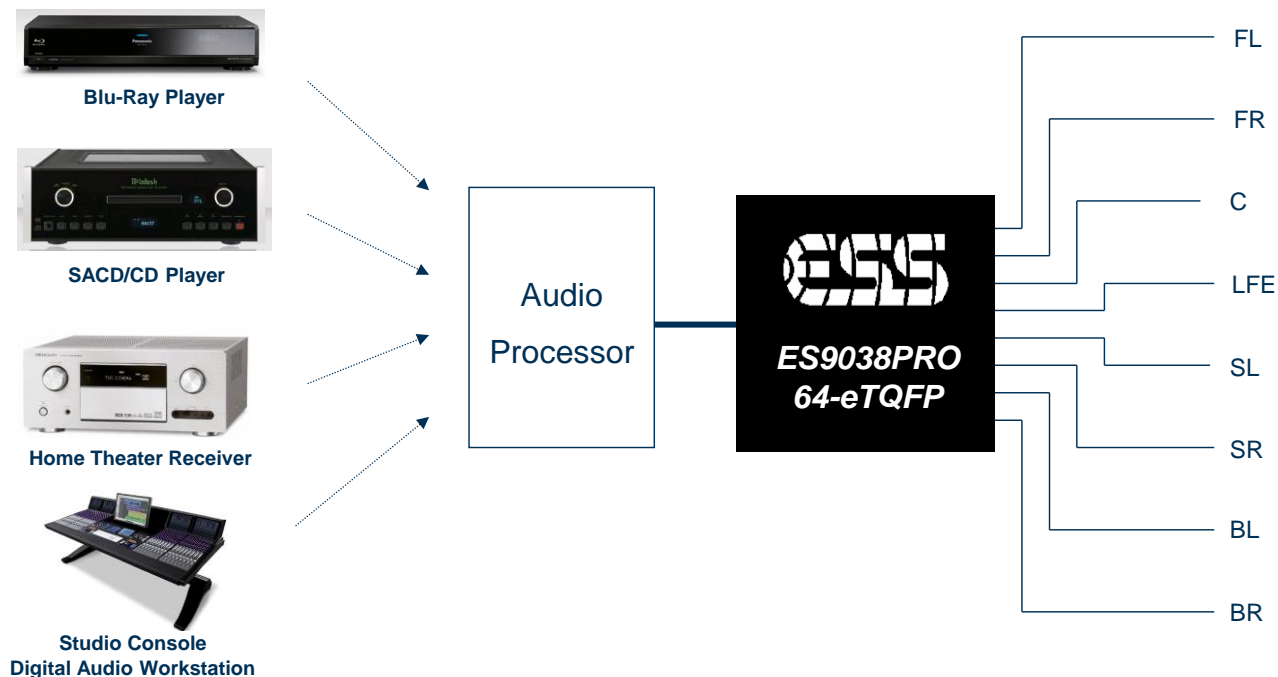 Blu-Ray Player
SACD/CD Player
Home Theater Receiver
Studio Console
Digital Audio Workstation
Audio
Processor
ESS
ES9038PRO
64-eTQFP
FL
FR
C
LFE
SL
SR
BL
BR